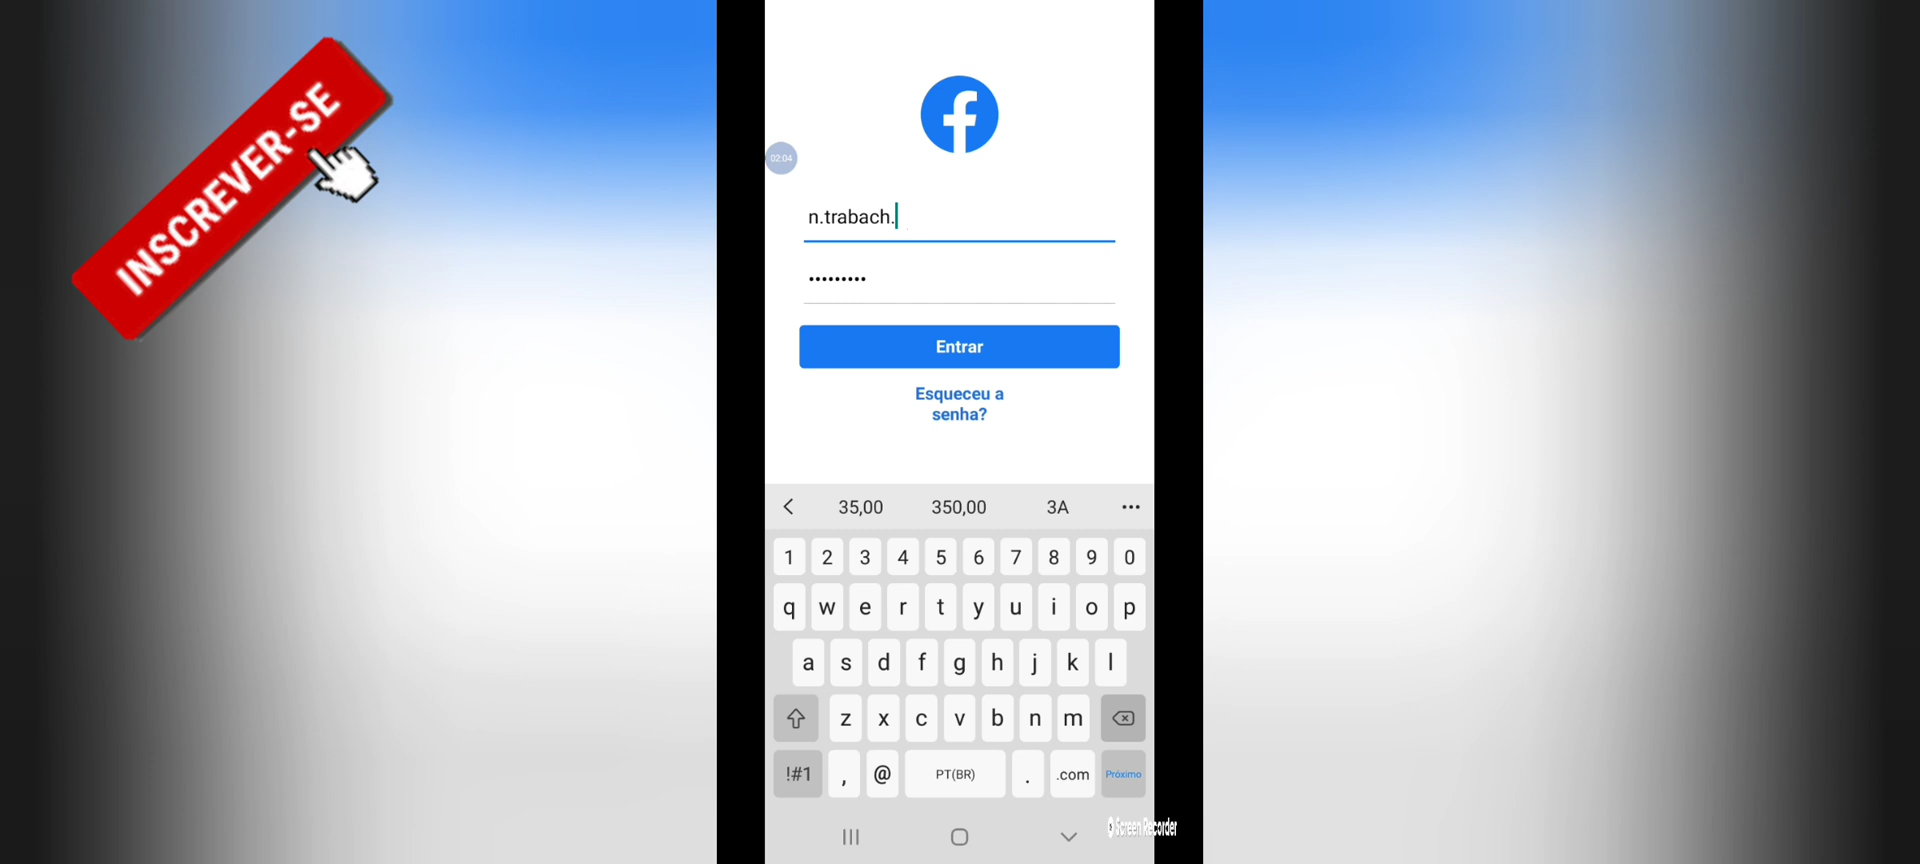 INSCREVER-SE
02:04
n.trabach.
•••••••••
Entrar
Esqueceu a
senha?
35,00 350,00 3A
1 2 3 4 5 6 7 8 9 0
q w e r t y u i o p
a s d f g h j k l
z x c v b n m
!#1 , @ PT(BR) . .com Próximo
Screen Recorder